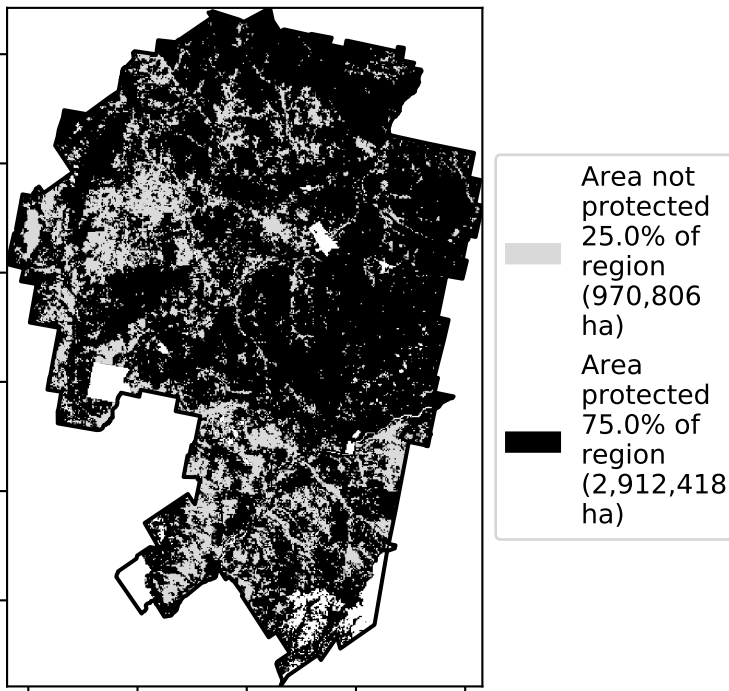 Area not
protected
25.0% of
region
(970,806
ha)
Area
protected
75.0% of
region
(2,912,418
ha)